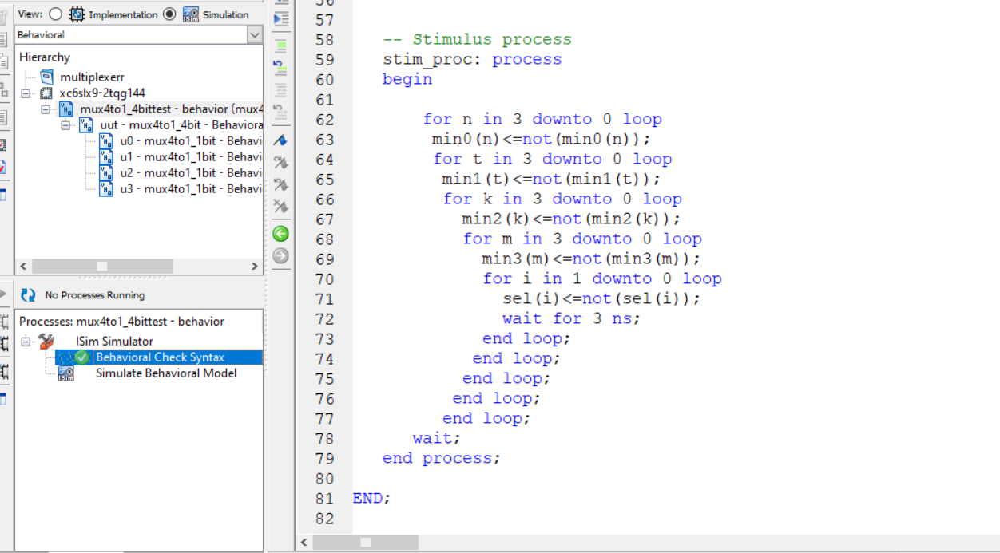 View: Implementation Simulation
Behavioral
Hierarchy
multiplexerr
xc6slx9-2tqg144
mux4to1_4bittest - behavior (mux4
uut - mux4to1_4bit - Behaviora
u0 - mux4to1_1bit - Behavi
u1 - mux4to1_1bit - Behavi
u2 - mux4to1_1bit - Behavi
u3 - mux4to1_1bit - Behavi
No Processes Running
Processes: mux4to1_4bittest - behavior
ISim Simulator
Behavioral Check Syntax
Simulate Behavioral Model
56
57
58 -- Stimulus process
59 stim_proc: process
60 begin
61
62 for n in 3 downto 0 loop
63 min0(n)<=not(min0(n));
64 for t in 3 downto 0 loop
65 min1(t)<=not(min1(t));
66 for k in 3 downto 0 loop
67 min2(k)<=not(min2(k));
68 for m in 3 downto 0 loop
69 min3(m)<=not(min3(m));
70 for i in 1 downto 0 loop
71 sel(i)<=not(sel(i));
72 wait for 3 ns;
73 end loop;
74 end loop;
75 end loop;
76 end loop;
77 end loop;
78 wait;
79 end process;
80
81 END;
82